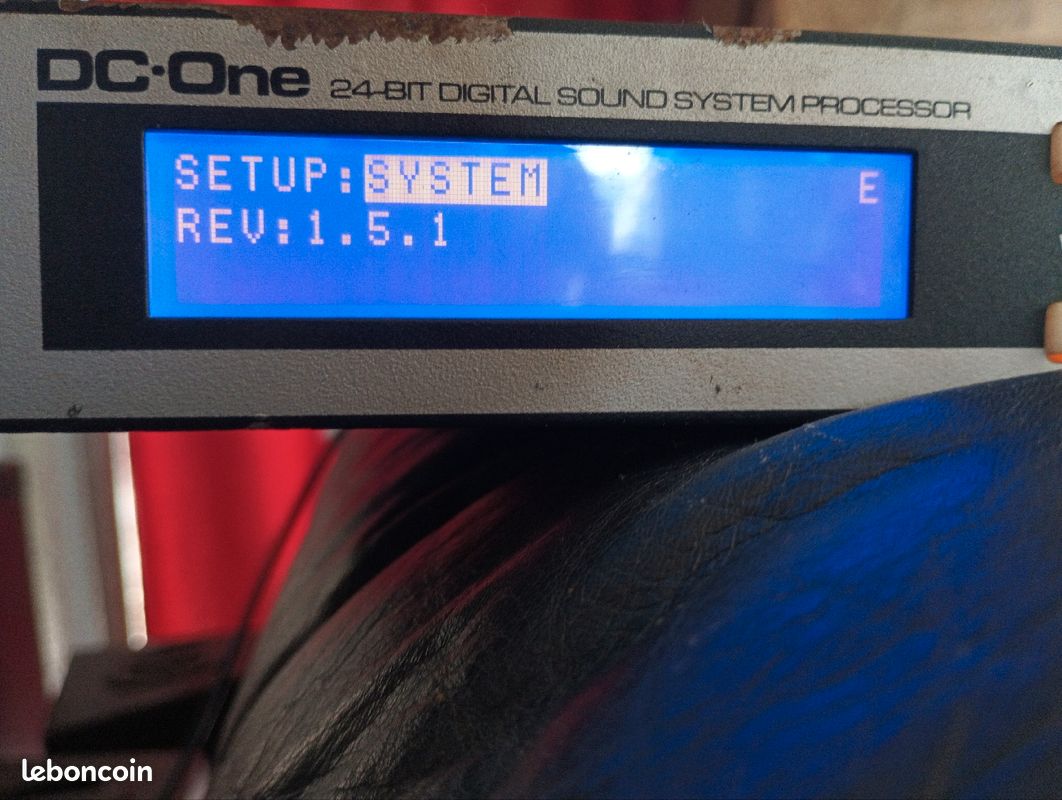 DC·One 24-BIT DIGITAL SOUND SYSTEM PROCESSOR
SETUP:SYSTEM E
REV:1.5.1
leboncoin